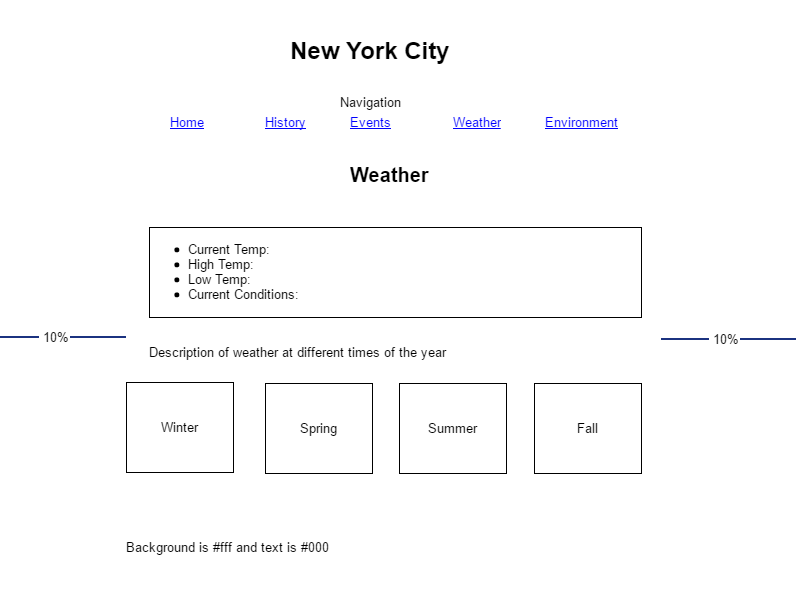 New York City
Navigation
Home History Events Weather Environment
Weather
Current Temp:
High Temp:
Low Temp:
Current Conditions:
10% 10%
Description of weather at different times of the year
Winter Spring Summer Fall
Background is #fff and text is #000